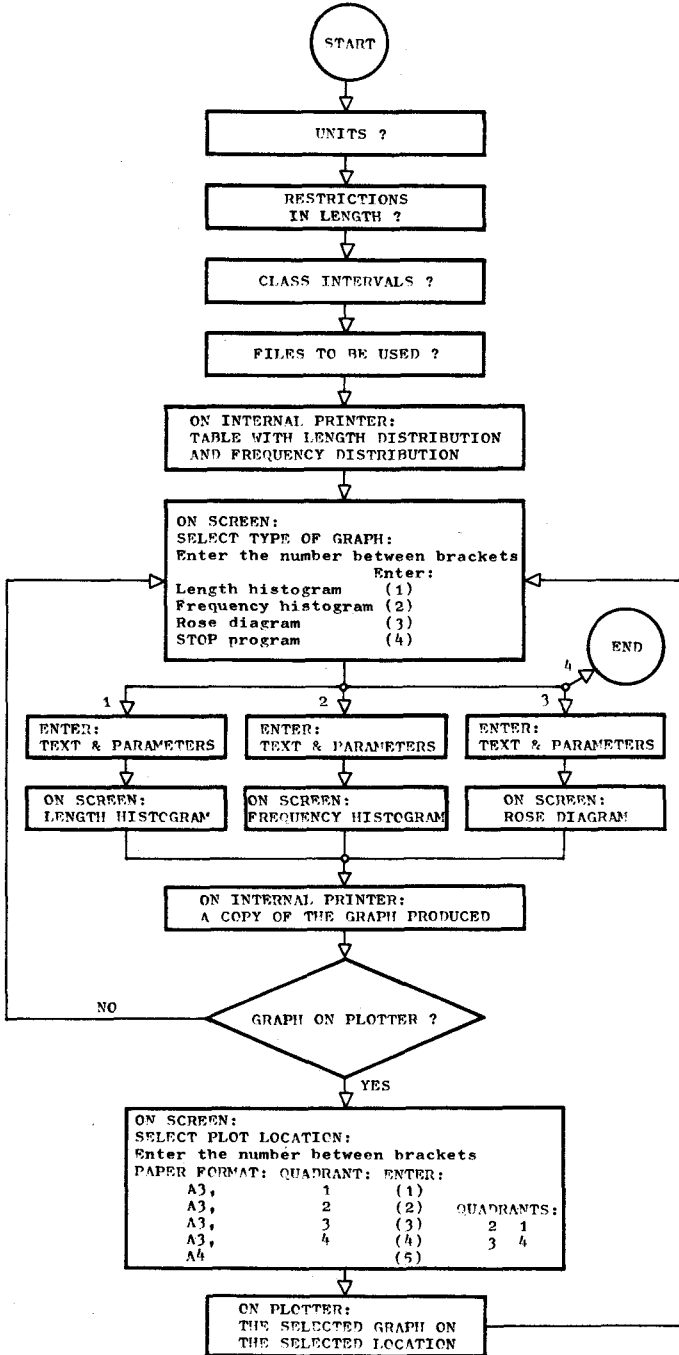 START
UNITS ?
RESTRICTIONS
IN LENGTH ?
CLASS INTERVALS ?
FILES TO BE USED ?
ON INTERNAL PRINTER:
TABLE WITH LENGTH DISTRIBUTION
AND FREQUENCY DISTRIBUTION
ON SCREEN:
SELECT TYPE OF GRAPH:
Enter the number between brackets
Enter:
Length histogram (1)
Frequency histogram (2)
Rose diagram (3)
STOP program (4)
END
4
1
2
3
ENTER:
TEXT & PARAMETERS
ENTER:
TEXT & PARAMETERS
ENTER:
TEXT & PARAMETERS
ON SCREEN:
LENGTH HISTOGRAM
ON SCREEN:
FREQUENCY HISTOGRAM
ON SCREEN:
ROSE DIAGRAM
ON INTERNAL PRINTER:
A COPY OF THE GRAPH PRODUCED
NO
GRAPH ON PLOTTER ?
YES
ON SCREEN:
SELECT PLOT LOCATION:
Enter the number between brackets
PAPER FORMAT: QUADRANT: ENTER:
A3, 1 (1)
A3, 2 (2) QUADRANTS:
A3, 3 (3) 2 1
A3, 4 (4) 3 4
A4 (5)
ON PLOTTER:
THE SELECTED GRAPH ON
THE SELECTED LOCATION